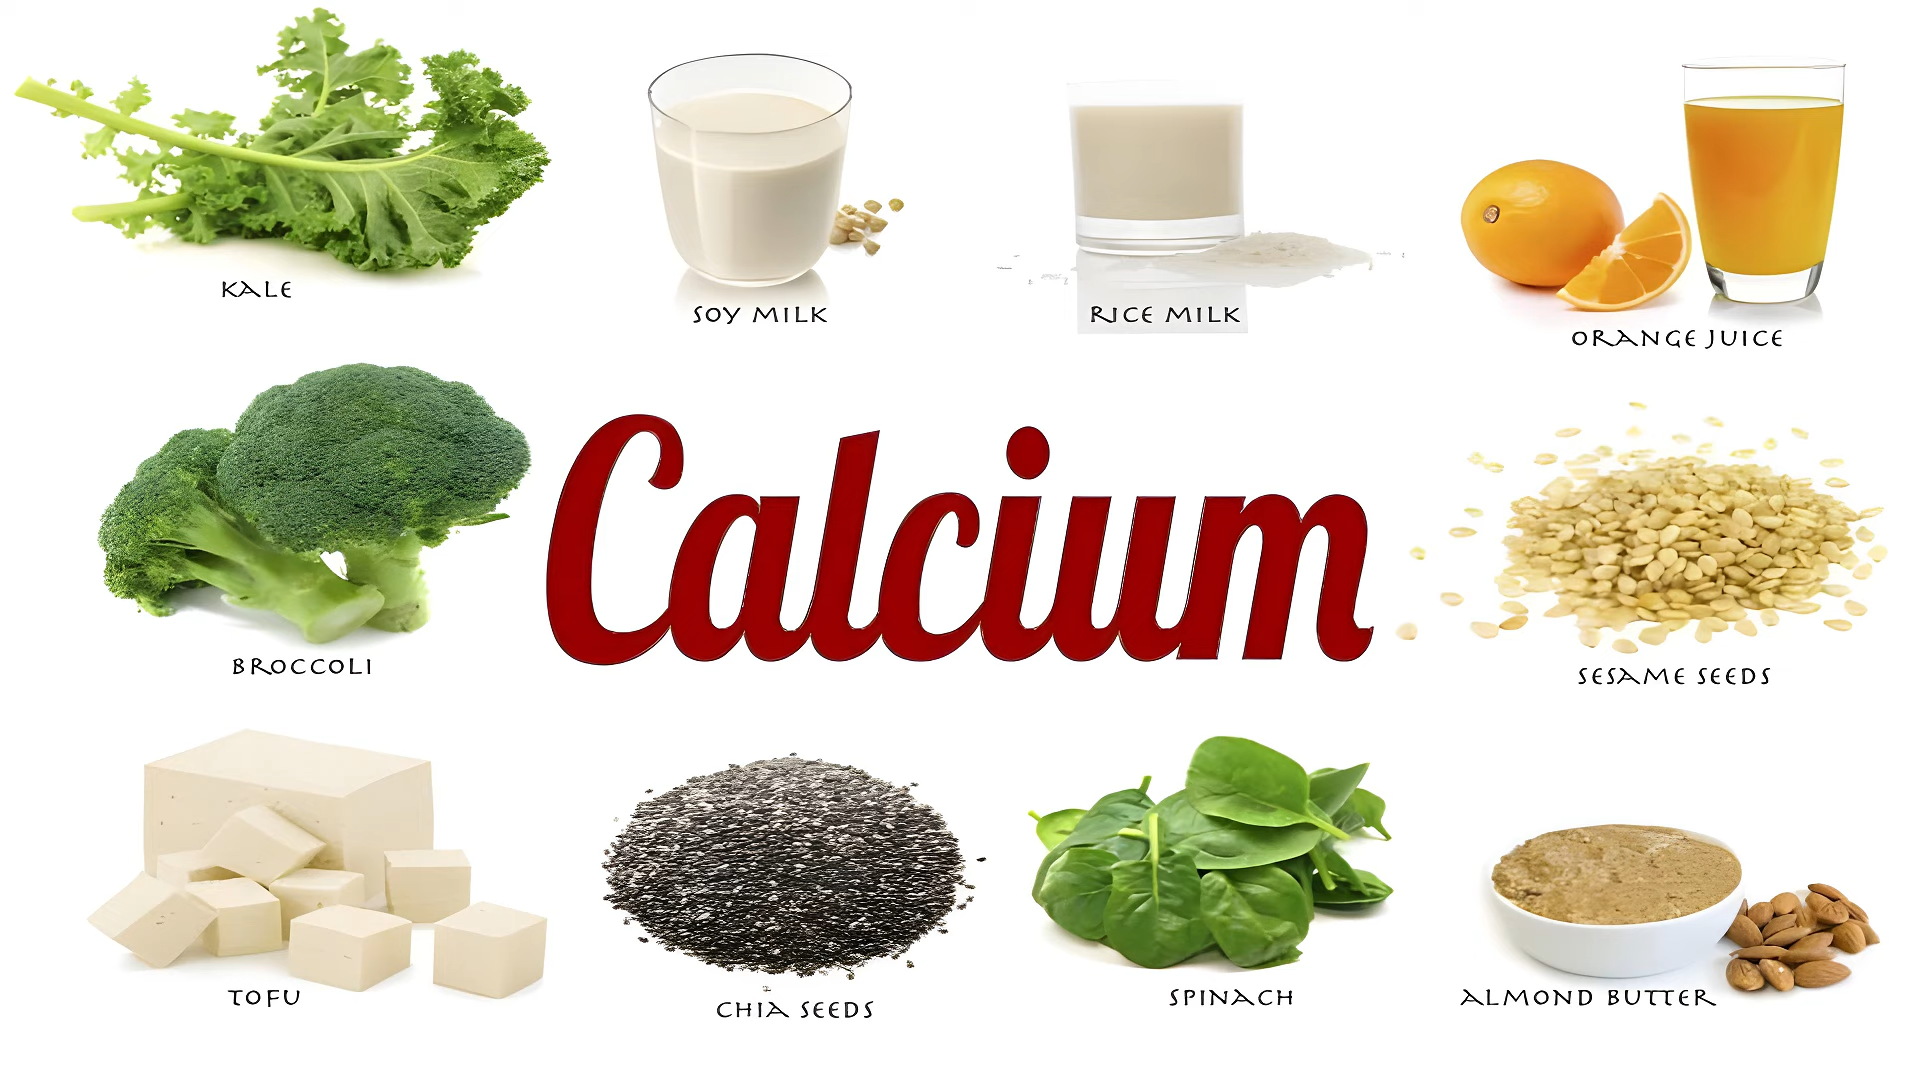 KALE
SOY MILK
RICE MILK
ORANGE JUICE
BROCCOLI
Calcium
SESAME SEEDS
TOFU
CHIA SEEDS
SPINACH
ALMOND BUTTER